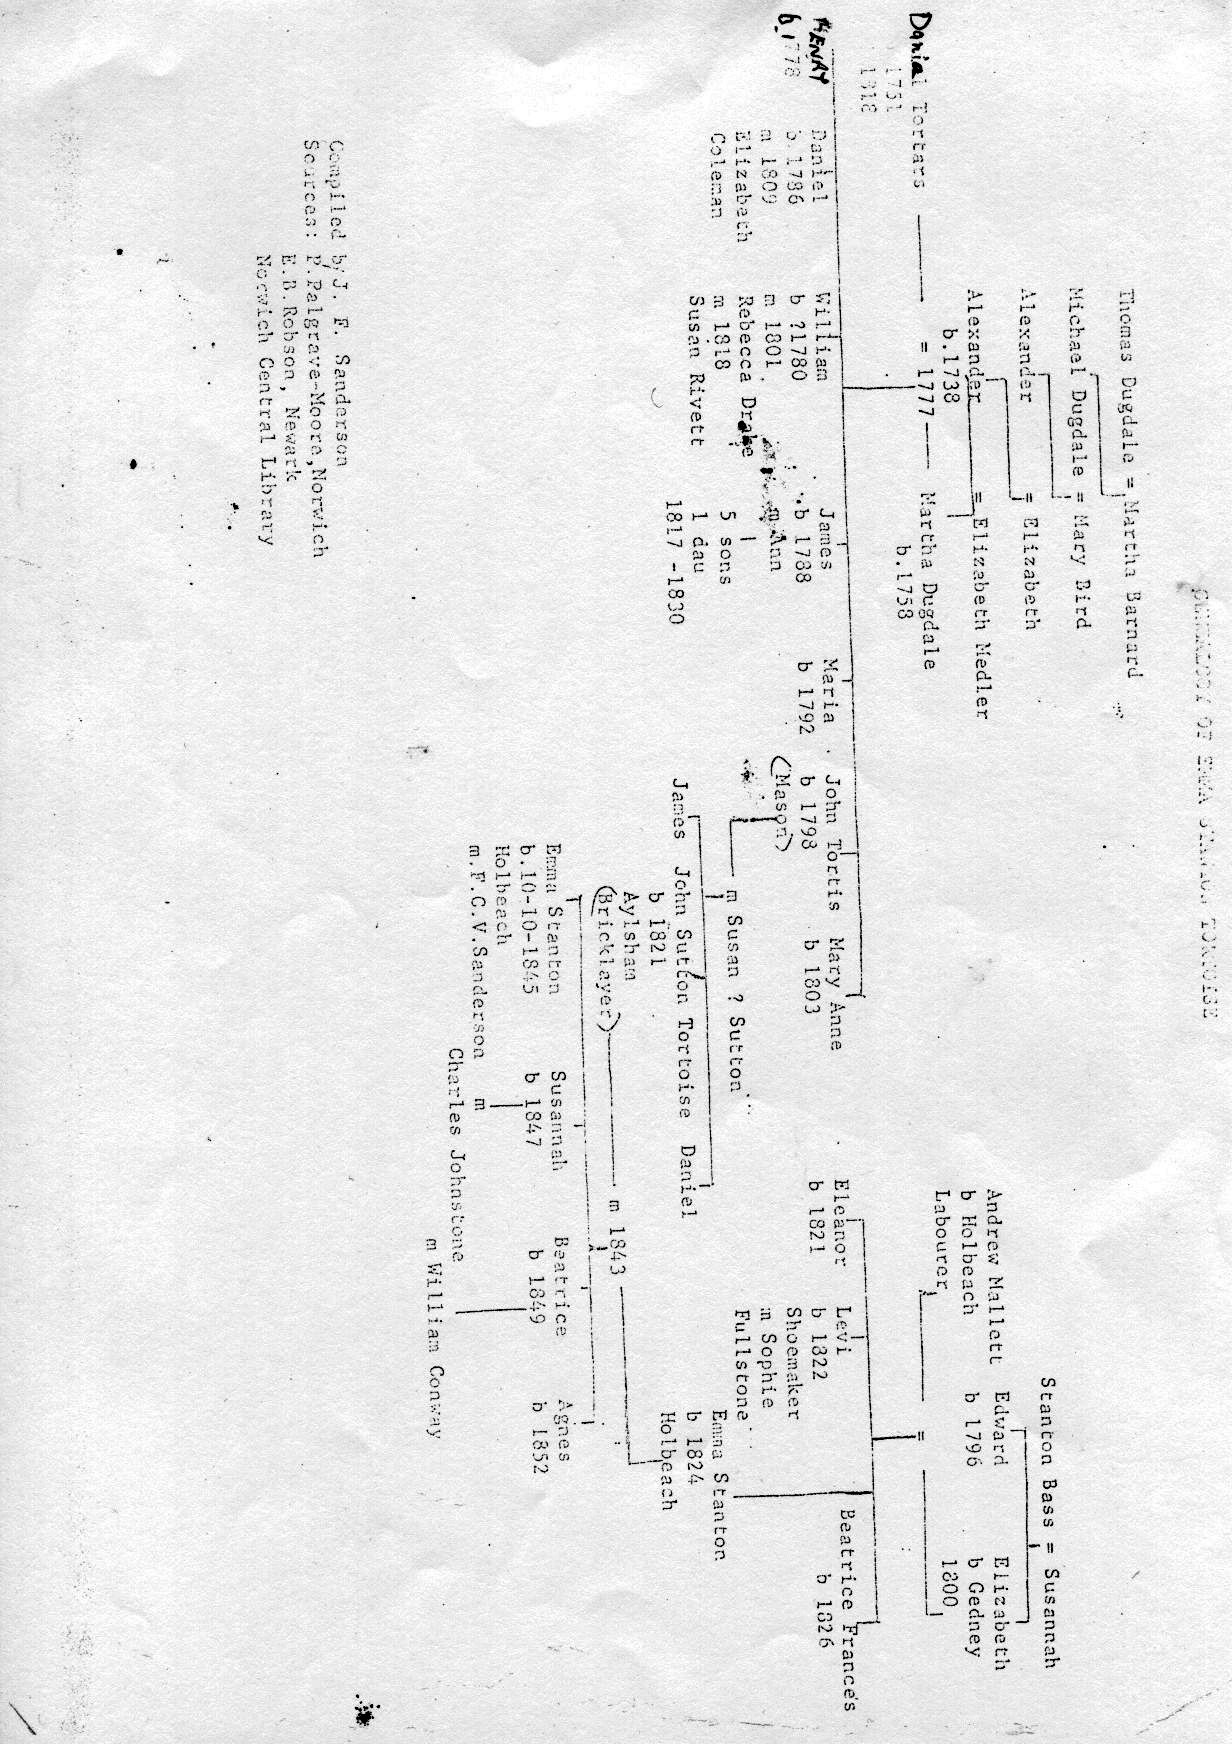 GENEALOGY OF EMMA STANTON TORTOISE
Thomas Dugdale = Martha Barnard
Michael Dugdale = Mary Bird
Alexander = Elizabeth
Alexander = Elizabeth Medler
b.1738
Danial Tortars = 1777 Martha Dugdale
1751 b.1758
1818
Stanton Bass = Susannah
Andrew Mallett Edward Elizabeth
b Holbeach b 1796 b Gedney
Labourer 1800
=
HENRY
b 1778
Daniel
b. 1786
m 1809
Elizabeth
Coleman
William
b ?1780
m 1801
Rebecca Drake
m 1818
Susan Rivett
James
b 1788
m Ann
5 sons
1 dau
1817 -1830
Maria
b 1792
John Tortis
b 1798
(Mason)
Mary Anne
b 1803
m Susan ? Sutton
Eleanor
b 1821
Levi
b 1822
Shoemaker
m Sophie
Fullstone
Beatrice Frances
b 1826
Emma Stanton
b 1824
Holbeach
James John Sutton Tortoise Daniel
b 1821
Aylsham
(Bricklayer) m 1843
Emma Stanton
b.10-10-1845
Holbeach
m.F.C.V.Sanderson
Susannah
b 1847
m
Charles Johnstone
Beatrice
b 1849
m William Conway
Agnes
b 1852
Compiled by J. F. Sanderson
Sources: P.Palgrave-Moore,Norwich
E.B.Robson, Newark
Norwich Central Library